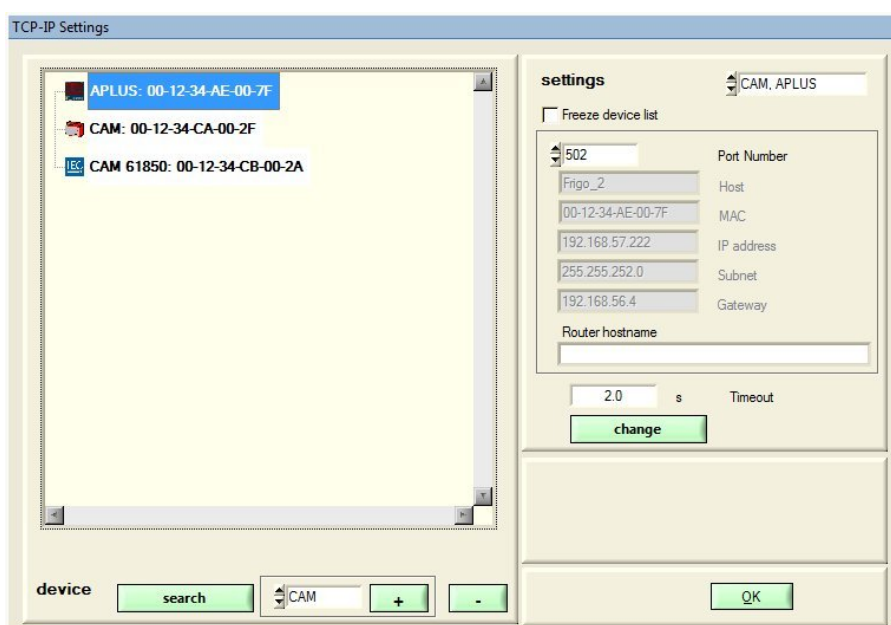 TCP-IP Settings
APLUS: 00-12-34-AE-00-7F
CAM: 00-12-34-CA-00-2F
IEC CAM 61850: 00-12-34-CB-00-2A
device
search
CAM
+
-
settings
CAM, APLUS
Freeze device list
502 Port Number
Frigo_2 Host
00-12-34-AE-00-7F MAC
192.168.57.222 IP address
255.255.252.0 Subnet
192.168.56.4 Gateway
Router hostname
2.0 s Timeout
change
OK